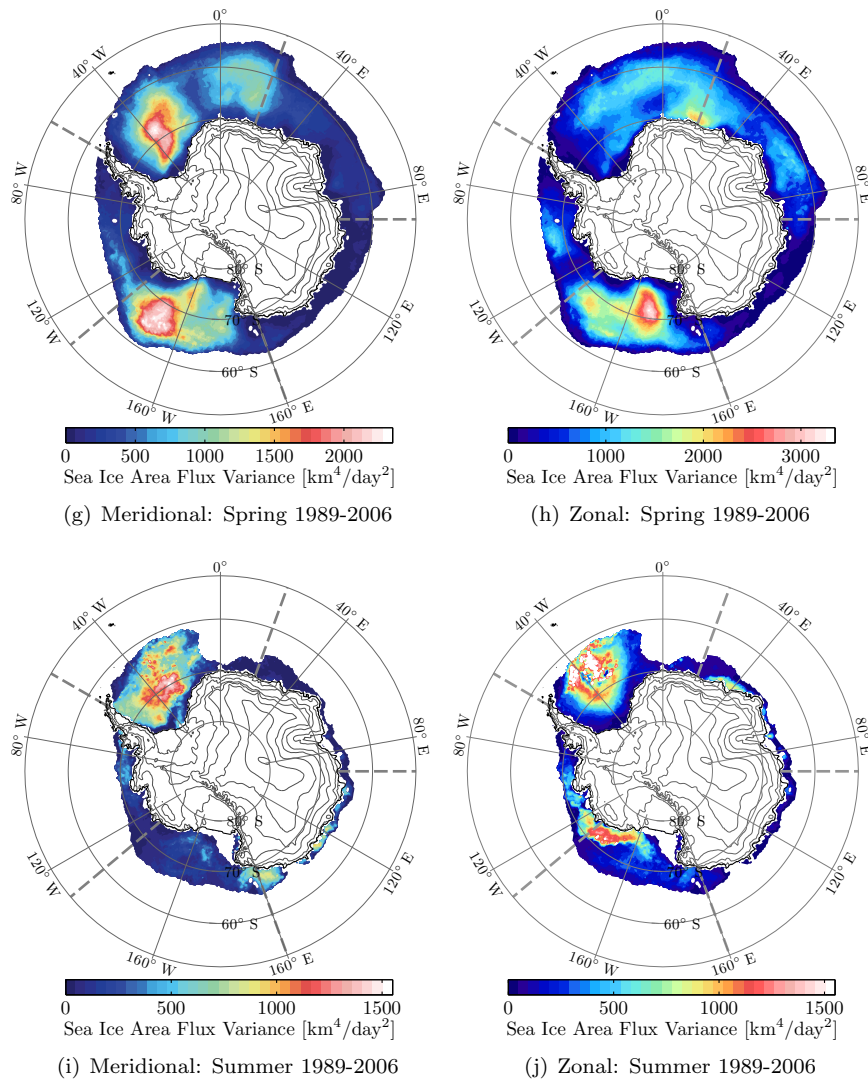 0°
0°
40° W
40° E
40° W
40° E
80° W
80° E
80° W
80° E
80° S
80° S
70° S
120° W
120° E
120° W
120° E
60° S
60° S
160° W
160° E
160° W
160° E
0 500 1000 1500 2000
0 1000 2000 3000
Sea Ice Area Flux Variance [km⁴/day²]
Sea Ice Area Flux Variance [km⁴/day²]
(g) Meridional: Spring 1989-2006
(h) Zonal: Spring 1989-2006
0°
0°
40° W
40° E
40° W
40° E
80° W
80° E
80° W
80° E
80° S
80° S
70° S
70° S
120° W
120° E
120° W
120° E
60° S
60° S
160° W
160° E
160° W
160° E
0 500 1000 1500
0 500 1000 1500
Sea Ice Area Flux Variance [km⁴/day²]
Sea Ice Area Flux Variance [km⁴/day²]
(i) Meridional: Summer 1989-2006
(j) Zonal: Summer 1989-2006